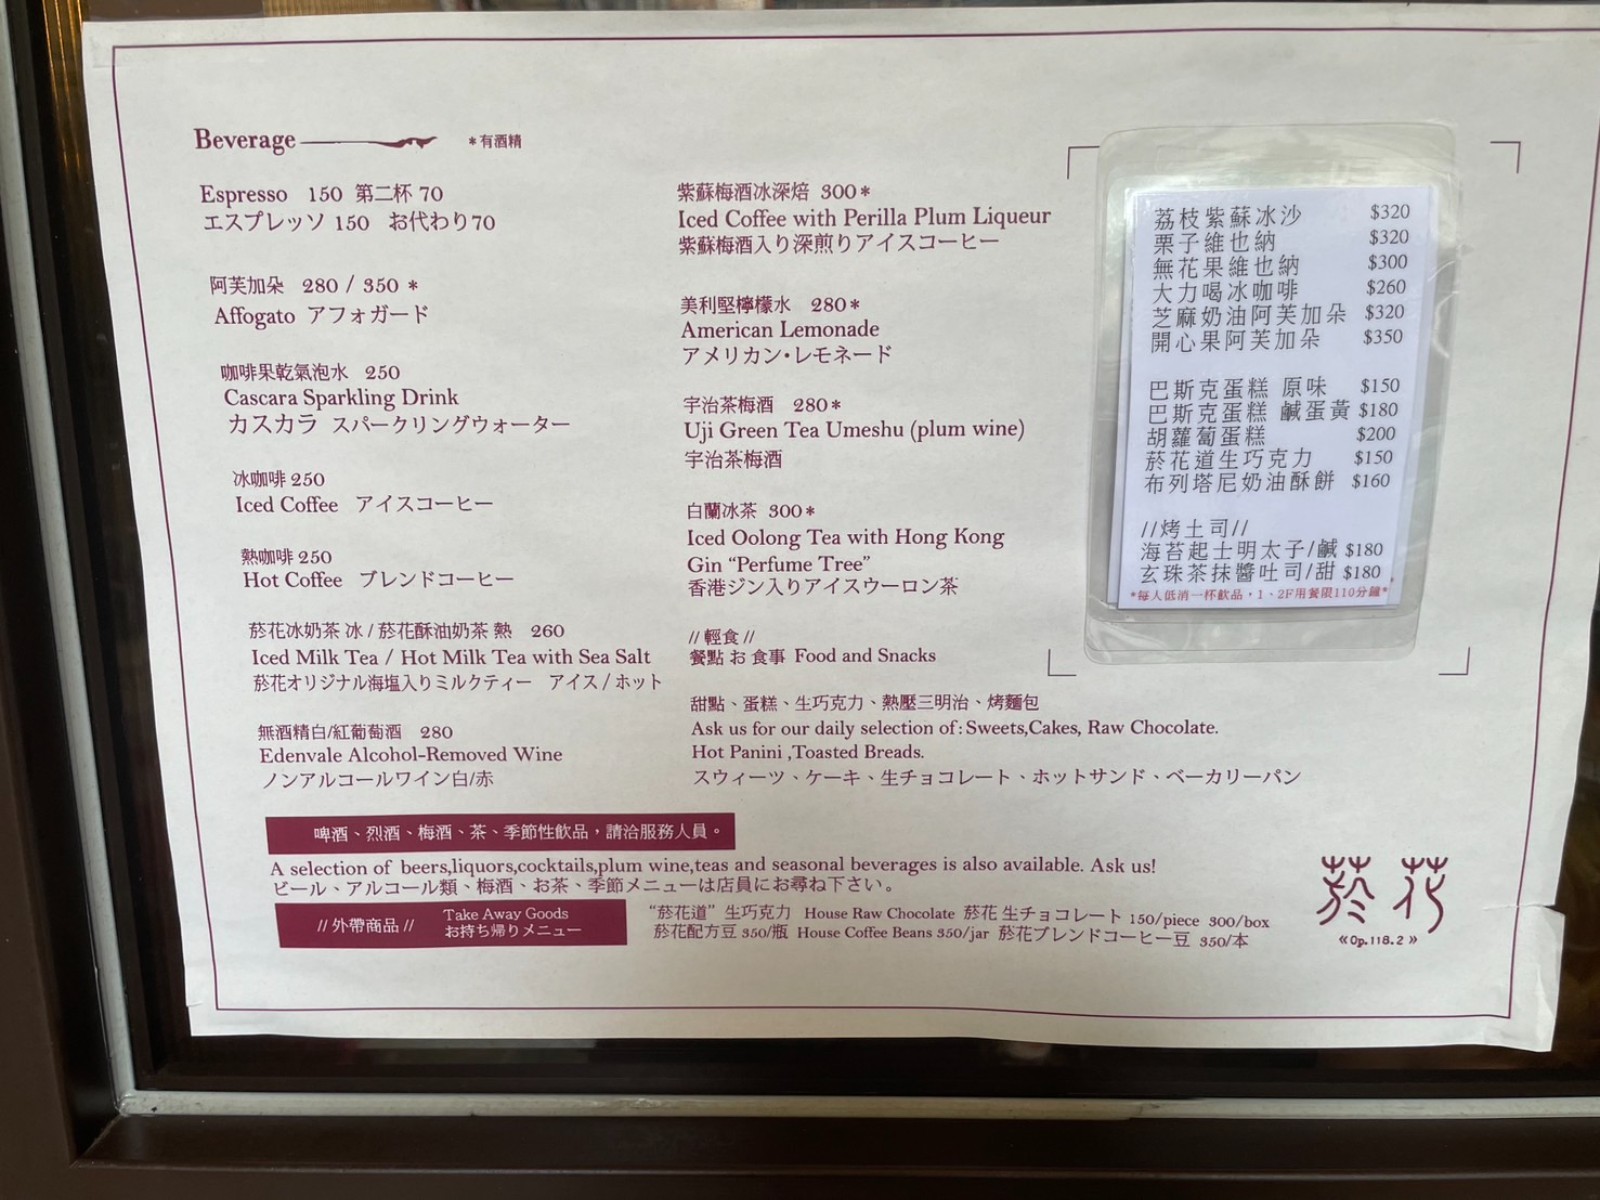 Beverage *有酒精
Espresso 150 第二杯 70
エスプレッソ 150 お代わり70
阿芙加朵 280 / 350 *
Affogato アフォガード
咖啡果乾氣泡水 250
Cascara Sparkling Drink
カスカラ スパークリングウォーター
冰咖啡 250
Iced Coffee アイスコーヒー
熱咖啡 250
Hot Coffee ブレンドコーヒー
菸花冰奶茶 冰 / 菸花酥油奶茶 熱 260
Iced Milk Tea / Hot Milk Tea with Sea Salt
菸花オリジナル海塩入りミルクティー アイス / ホット
無酒精白/紅葡萄酒 280
Edenvale Alcohol-Removed Wine
ノンアルコールワイン白/赤
紫蘇梅酒冰深焙 300*
Iced Coffee with Perilla Plum Liqueur
紫蘇梅酒入り深煎りアイスコーヒー
美利堅檸檬水 280*
American Lemonade
アメリカン・レモネード
宇治茶梅酒 280*
Uji Green Tea Umeshu (plum wine)
宇治茶梅酒
白蘭冰茶 300*
Iced Oolong Tea with Hong Kong
Gin “Perfume Tree”
香港ジン入りアイスウーロン茶
// 輕食 //
餐點 お 食事 Food and Snacks
甜點、蛋糕、生巧克力、熱壓三明治、烤麵包
Ask us for our daily selection of:Sweets,Cakes, Raw Chocolate.
Hot Panini ,Toasted Breads.
スウィーツ、ケーキ、生チョコレート、ホットサンド、ベーカリーパン
荔枝紫蘇冰沙 $320
栗子維也納 $320
無花果維也納 $300
大力喝冰咖啡 $260
芝麻奶油阿芙加朵 $320
開心果阿芙加朵 $350
巴斯克蛋糕 原味 $150
巴斯克蛋糕 鹹蛋黃 $180
胡蘿蔔蛋糕 $200
菸花道生巧克力 $150
布列塔尼奶油酥餅 $160
//烤土司//
海苔起士明太子/鹹 $180
玄珠茶抹醬吐司/甜 $180
*每人低消一杯飲品，1、2F用餐限110分鐘*
啤酒、烈酒、梅酒、茶、季節性飲品，請洽服務人員。
A selection of beers,liquors,cocktails,plum wine,teas and seasonal beverages is also available. Ask us!
ビール、アルコール類、梅酒、お茶、季節メニューは店員にお尋ね下さい。
// 外帶商品 // Take Away Goods
お持ち帰りメニュー
“菸花道” 生巧克力 House Raw Chocolate 菸花 生チョコレート 150/piece 300/box
菸花配方豆 350/瓶 House Coffee Beans 350/jar 菸花ブレンドコーヒー豆 350/本
菸花
«Op.118.2»